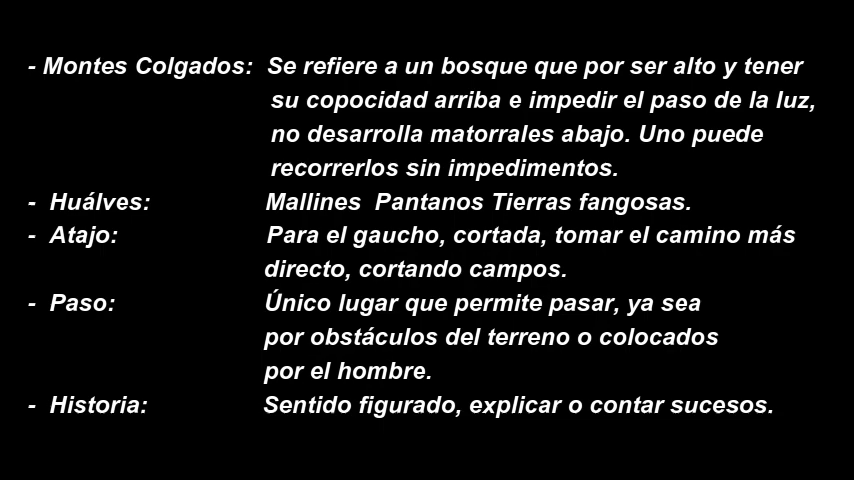 - Montes Colgados: Se refiere a un bosque que por ser alto y tener
su copocidad arriba e impedir el paso de la luz,
no desarrolla matorrales abajo. Uno puede
recorrerlos sin impedimentos.
- Huálves: Mallines Pantanos Tierras fangosas.
- Atajo: Para el gaucho, cortada, tomar el camino más
directo, cortando campos.
- Paso: Único lugar que permite pasar, ya sea
por obstáculos del terreno o colocados
por el hombre.
- Historia: Sentido figurado, explicar o contar sucesos.